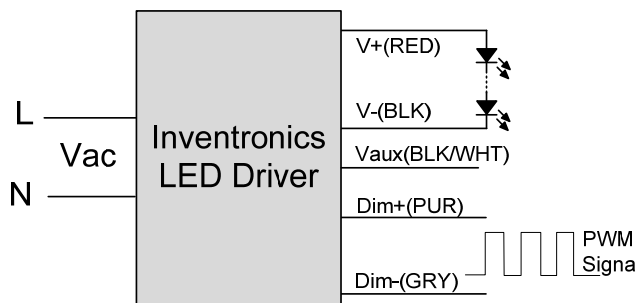 V+(RED)
L
Vac
N
Inventronics
LED Driver
V-(BLK)
Vaux(BLK/WHT)
Dim+(PUR)
PWM
Signa
Dim-(GRY)